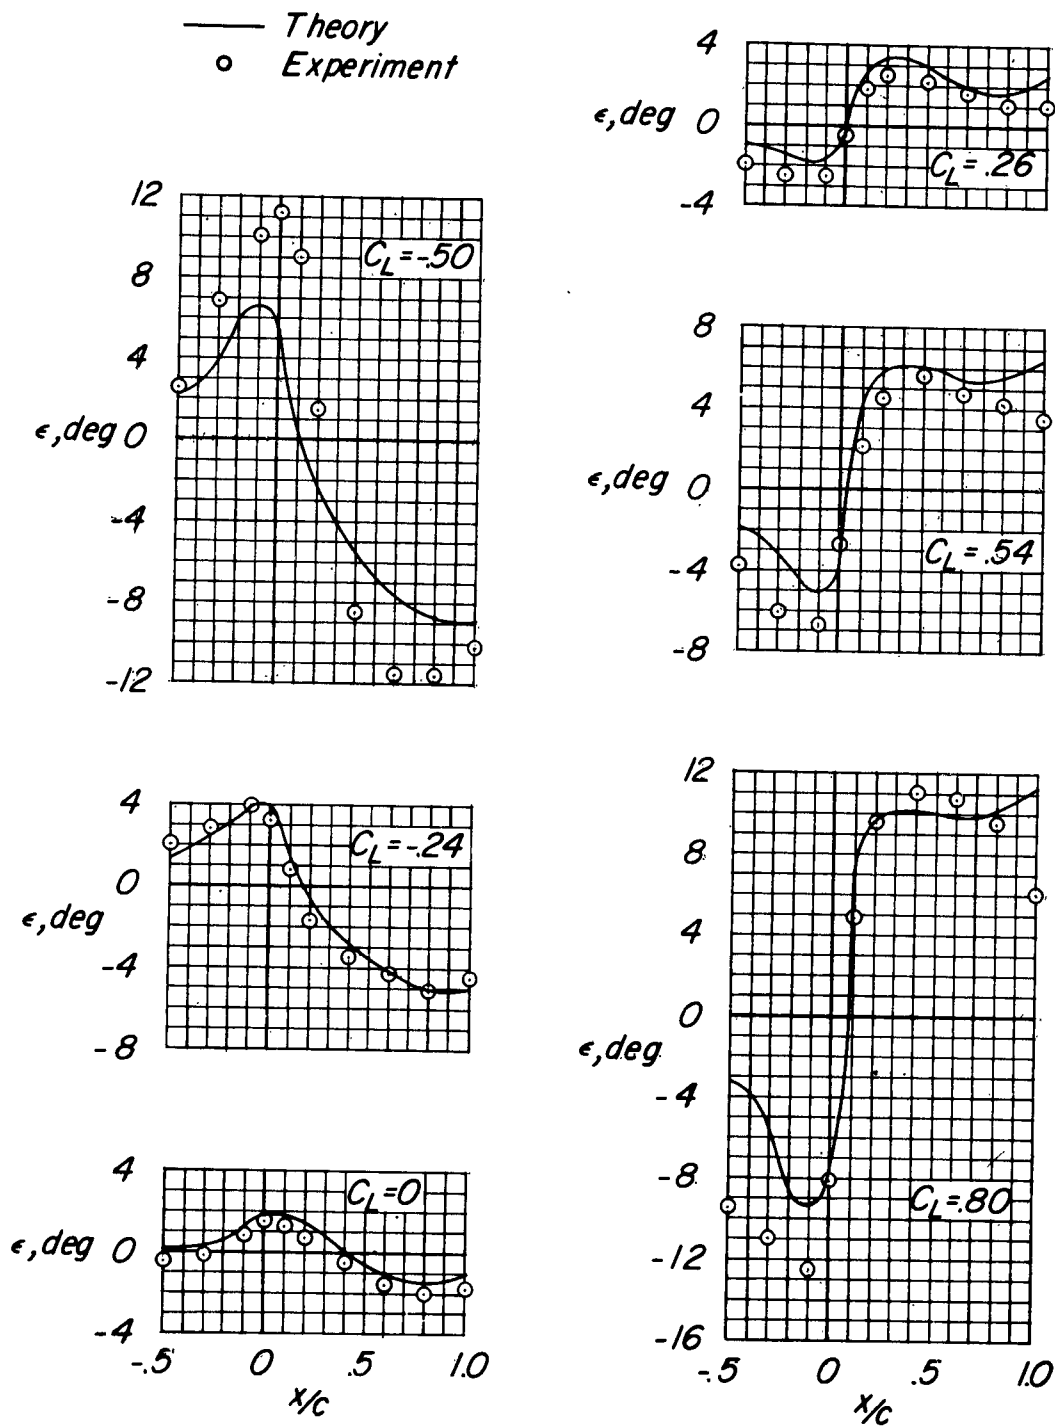 Theory
Experiment
12
8
4
ϵ,deg 0
-4
-8
-12
C_L=-.50
4
0
ϵ,deg
-4
-8
C_L=-.24
4
ϵ,deg 0
-4
C_L=0
-.5 0 .5 1.0
x/c
4
ϵ,deg 0
-4
C_L=.26
8
4
ϵ,deg 0
-4
-8
C_L=.54
12
8
4
0
ϵ,deg
-4
-8
-12
-16
C_L=.80
-.5 0 .5 1.0
x/c